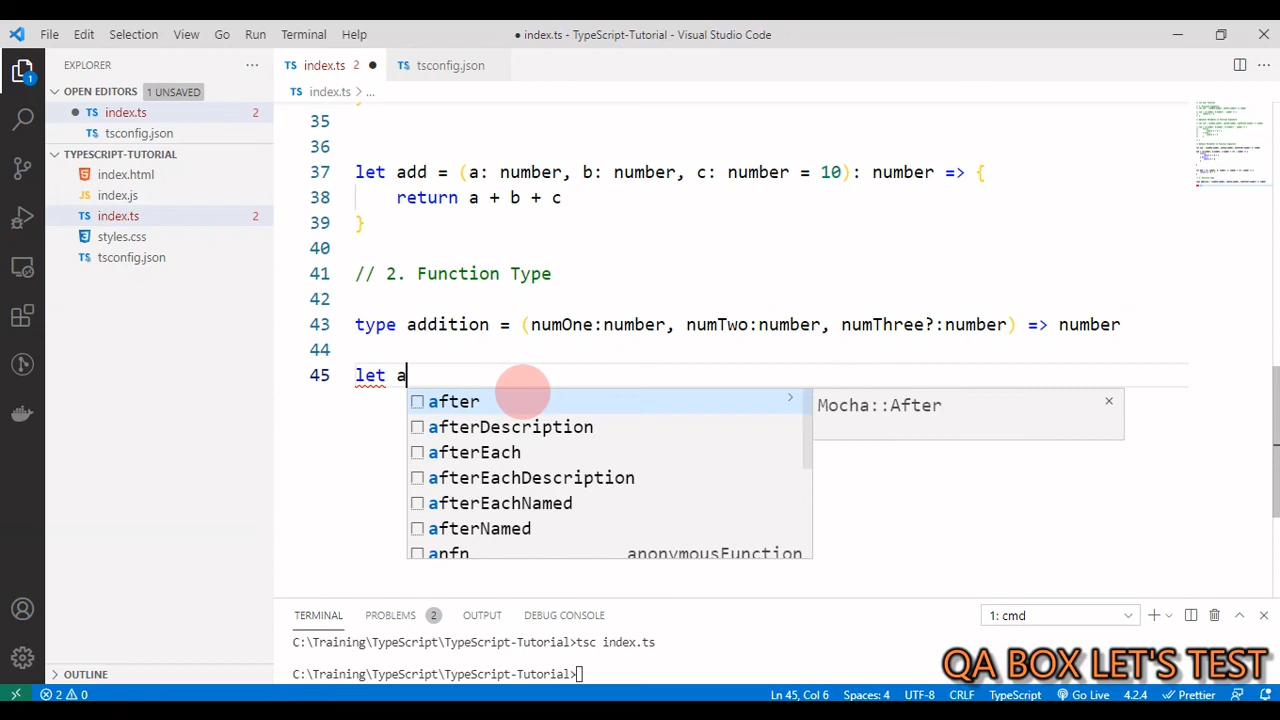 File Edit Selection View Go Run Terminal Help
● index.ts - TypeScript-Tutorial - Visual Studio Code
EXPLORER
OPEN EDITORS 1 UNSAVED
TS index.ts 2
tsconfig.json
TYPESCRIPT-TUTORIAL
index.html
index.js
TS index.ts 2
styles.css
tsconfig.json
OUTLINE
TS index.ts 2 ●
TS tsconfig.json
TS index.ts > ...
35
36
37 let add = (a: number, b: number, c: number = 10): number => {
38 return a + b + c
39 }
40
41 // 2. Function Type
42
43 type addition = (numOne:number, numTwo:number, numThree?:number) => number
44
45 let a
after
afterDescription
afterEach
afterEachDescription
afterEachNamed
afterNamed
anfn anonymousFunction
Mocha::After
TERMINAL PROBLEMS 2 OUTPUT DEBUG CONSOLE
1: cmd
C:\Training\TypeScript\TypeScript-Tutorial>tsc index.ts
C:\Training\TypeScript\TypeScript-Tutorial>
QA BOX LET'S TEST
2 0
Ln 45, Col 6 Spaces: 4 UTF-8 CRLF TypeScript Go Live 4.2.4 Prettier